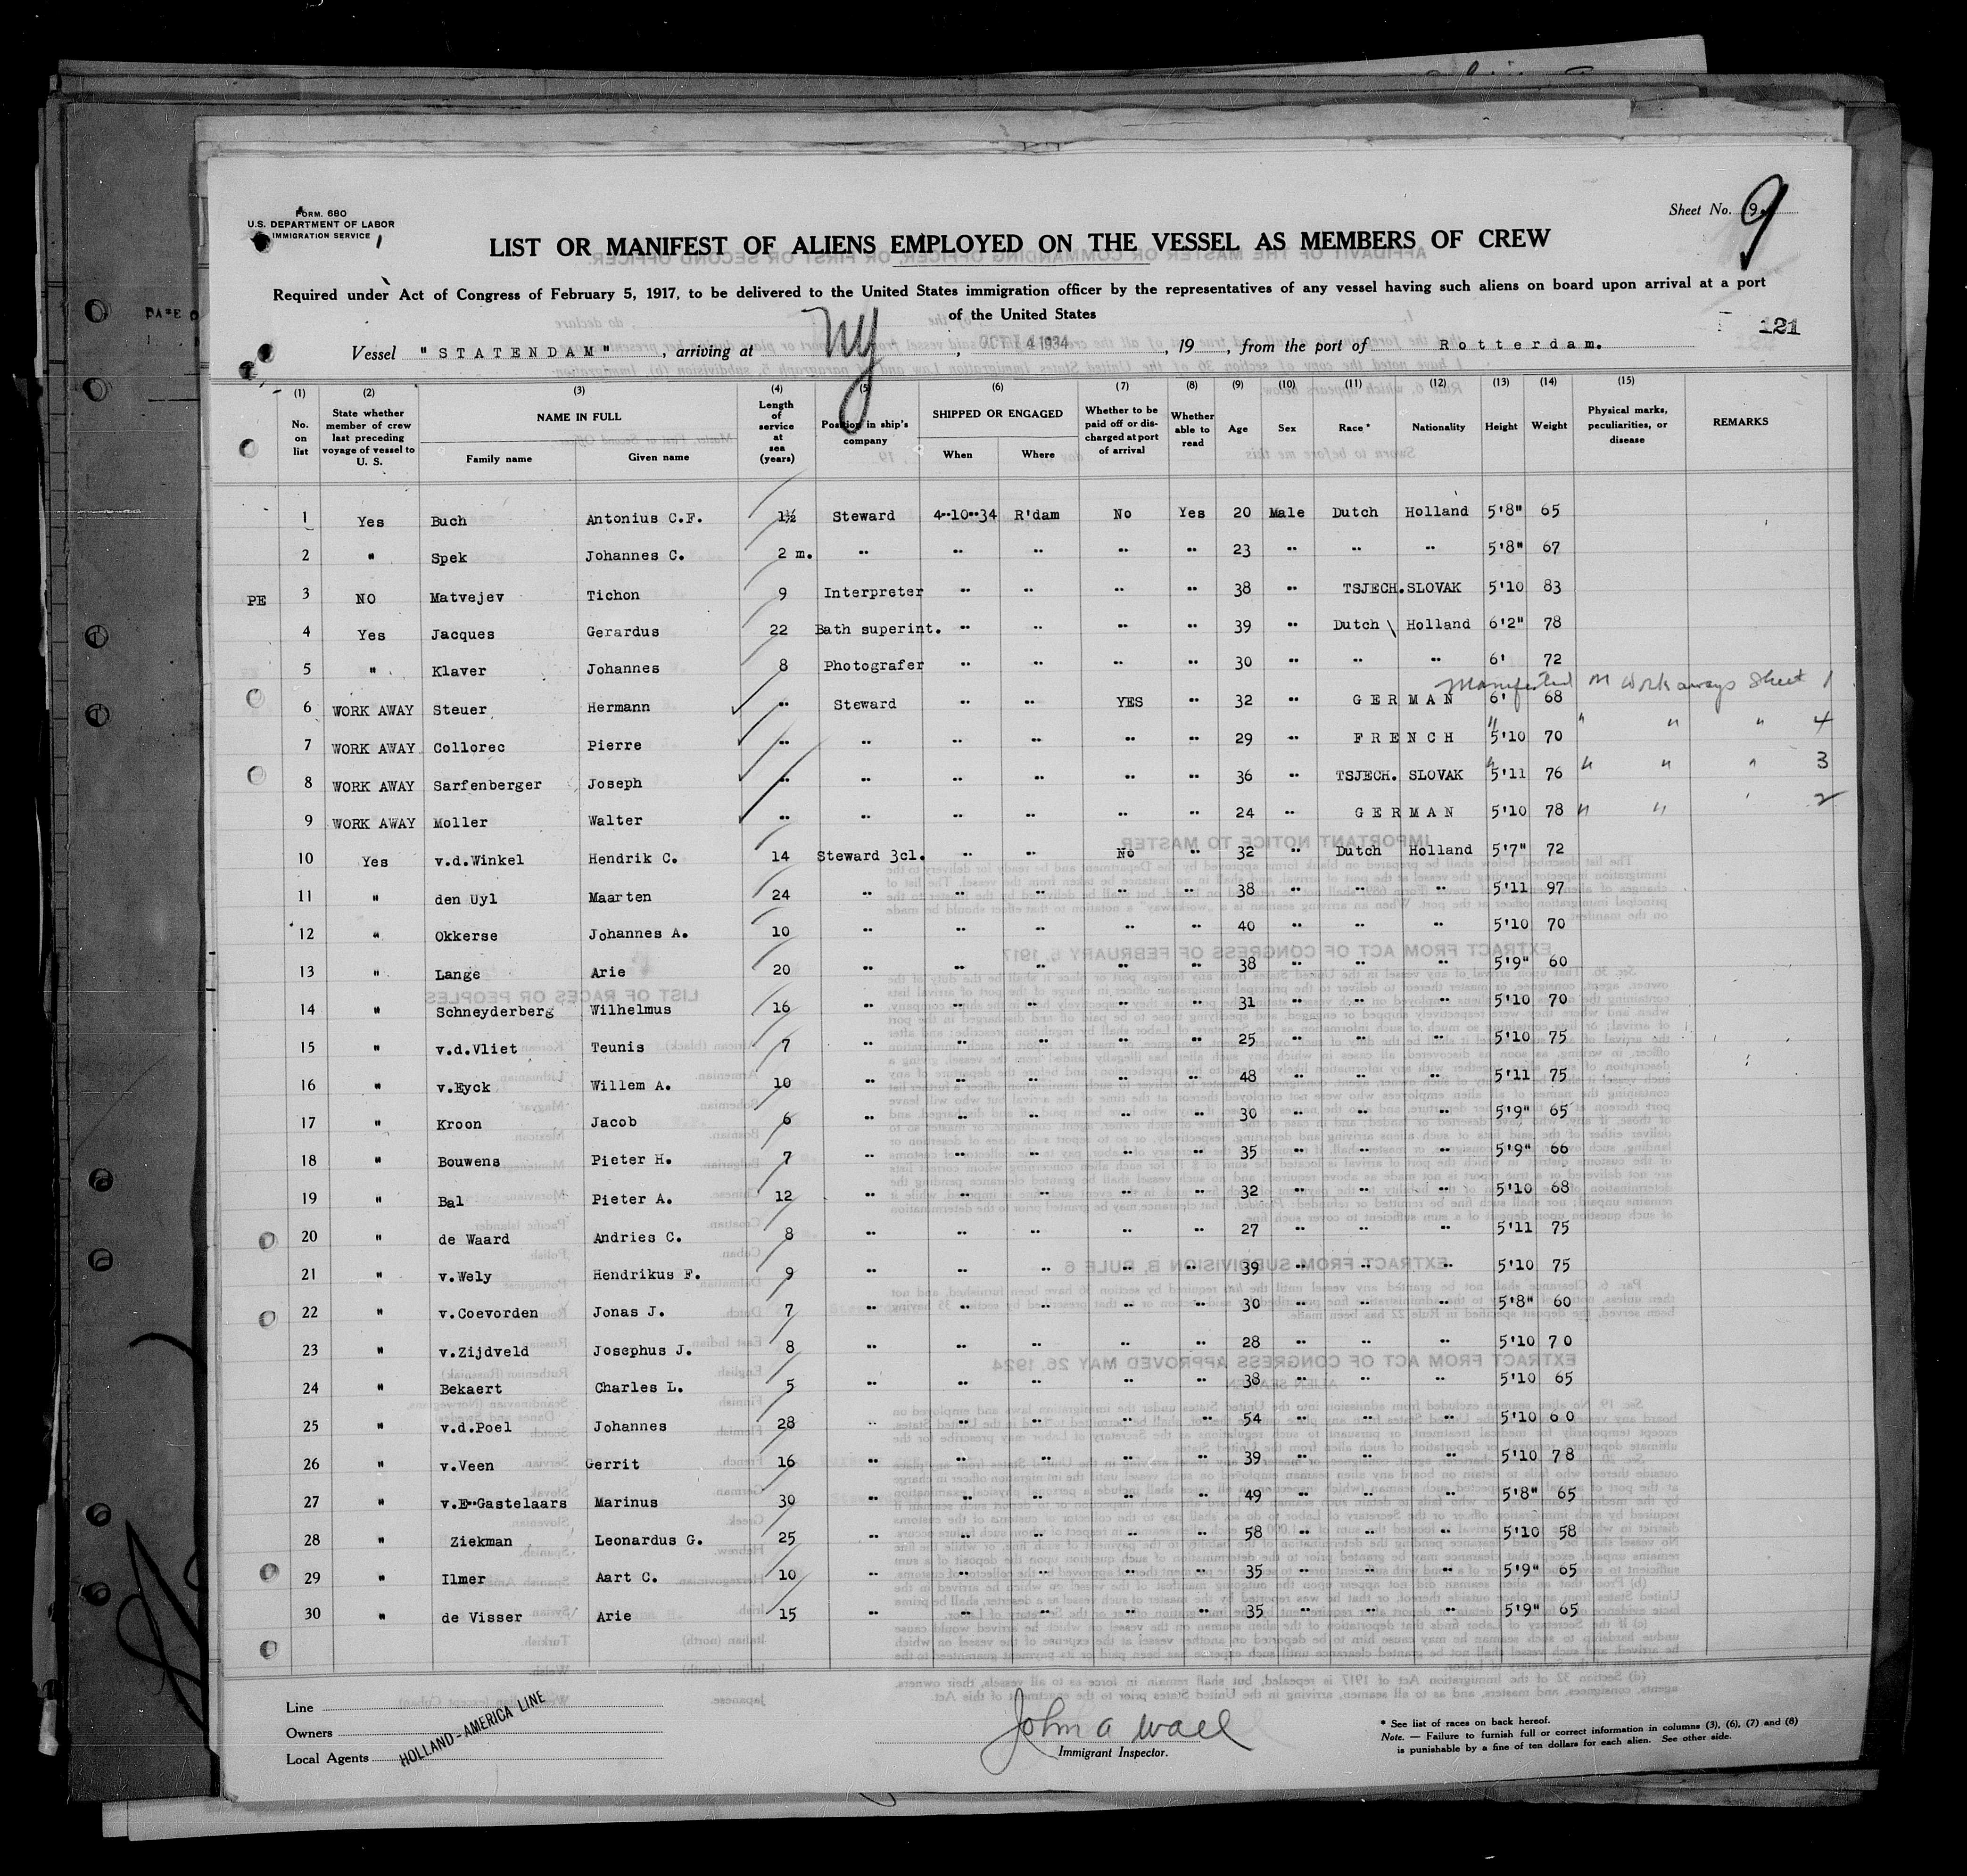 FORM. 680
U.S. DEPARTMENT OF LABOR
IMMIGRATION SERVICE
Sheet No. 9
9
LIST OR MANIFEST OF ALIENS EMPLOYED ON THE VESSEL AS MEMBERS OF CREW
Required under Act of Congress of February 5, 1917, to be delivered to the United States immigration officer by the representatives of any vessel having such aliens on board upon arrival at a port
of the United States
121
Vessel "STATENDAM", arriving at NY, OCT 14 1934, 19, from the port of Rotterdam.
(1) (2) (3) (4) (5) (6) (7) (8) (9) (10) (11) (12) (13) (14) (15)
No. on list State whether member of crew last preceding voyage of vessel to U. S. NAME IN FULL Family name Given name Length of service at sea (years) Position in ship's company SHIPPED OR ENGAGED When Where Whether to be paid off or discharged at port of arrival Whether able to read Age Sex Race* Nationality Height Weight Physical marks, peculiarities, or disease REMARKS
1 Yes Buch Antonius C.F. 1½ Steward 4-10-34 R'dam No Yes 20 Male Dutch Holland 5'8" 65
2 " Spek Johannes C. 2 m. " " " " " 23 " " " 5'8" 67
PE 3 NO Matvejev Tichon 9 Interpreter " " " " 38 " TSJECH.SLOVAK 5'10 83
4 Yes Jacques Gerardus 22 Bath superint. " " " " 39 " Dutch \ Holland 6'2" 78
5 " Klaver Johannes 8 Photografer " " " " 30 " " " 6' 72
Manifested on Workaways Sheet 1
6 WORK AWAY Steuer Hermann " Steward " " YES " 32 " GERMAN 6' 68
7 WORK AWAY Collorec Pierre " " " " " " 29 " FRENCH 5'10 70 " " " " 4
8 WORK AWAY Sarfenberger Joseph " " " " " " 36 " TSJECH. SLOVAK 5'11 76 " " " " 3
9 WORK AWAY Moller Walter " " " " " " 24 " GERMAN 5'10 78 " " ' 2
10 Yes v.d.Winkel Hendrik C. 14 Steward 3cl. " " No " 32 " Dutch Holland 5'7" 72
11 " den Uyl Maarten 24 " " " " " 38 " " " 5'11 97
12 " Okkerse Johannes A. 10 " " " " " 40 " " " 5'10 70
13 " Lange Arie 20 " " " " " 38 " " " 5'9" 60
14 " Schneyderberg Wilhelmus 16 " " " " " 31 " " " 5'10 70
15 " v.d.Vliet Teunis 7 " " " " " 25 " " " 5'10 75
16 " v.Eyck Willem A. 10 " " " " " 48 " " " 5'11 75
17 " Kroon Jacob 6 " " " " " 30 " " " 5'9" 65
18 " Bouwens Pieter H. 7 " " " " " 35 " " " 5'9" 66
19 " Bal Pieter A. 12 " " " " " 32 " " " 5'10 68
20 " de Waard Andries C. 8 " " " " " 27 " " " 5'11 75
21 " v.Wely Hendrikus F. 9 " " " " " 39 " " " 5'10 75
22 " v.Coevorden Jonas J. 7 " " " " " 30 " " " 5'8" 60
23 " v.Zijdveld Josephus J. 8 " " " " " 28 " " " 5'10 70
24 " Bekaert Charles L. 5 " " " " " 38 " " " 5'10 65
25 " v.d.Poel Johannes 28 " " " " " 54 " " " 5'10 60
26 " v.Veen Gerrit 16 " " " " " 39 " " " 5'10 78
27 " v.E-Gastelaars Marinus 30 " " " " " 49 " " " 5'8" 65
28 " Ziekman Leonardus G. 25 " " " " " 58 " " " 5'10 58
29 " Ilmer Aart C. 10 " " " " " 35 " " " 5'9" 65
30 " de Visser Arie 15 " " " " " 35 " " " 5'9" 65
Line
Owners
Local Agents
HOLLAND-AMERICA LINE
John A Wael
Immigrant Inspector.
* See list of races on back hereof.
Note. — Failure to furnish full or correct information in columns (3), (6), (7) and (8)
is punishable by a fine of ten dollars for each alien. See other side.